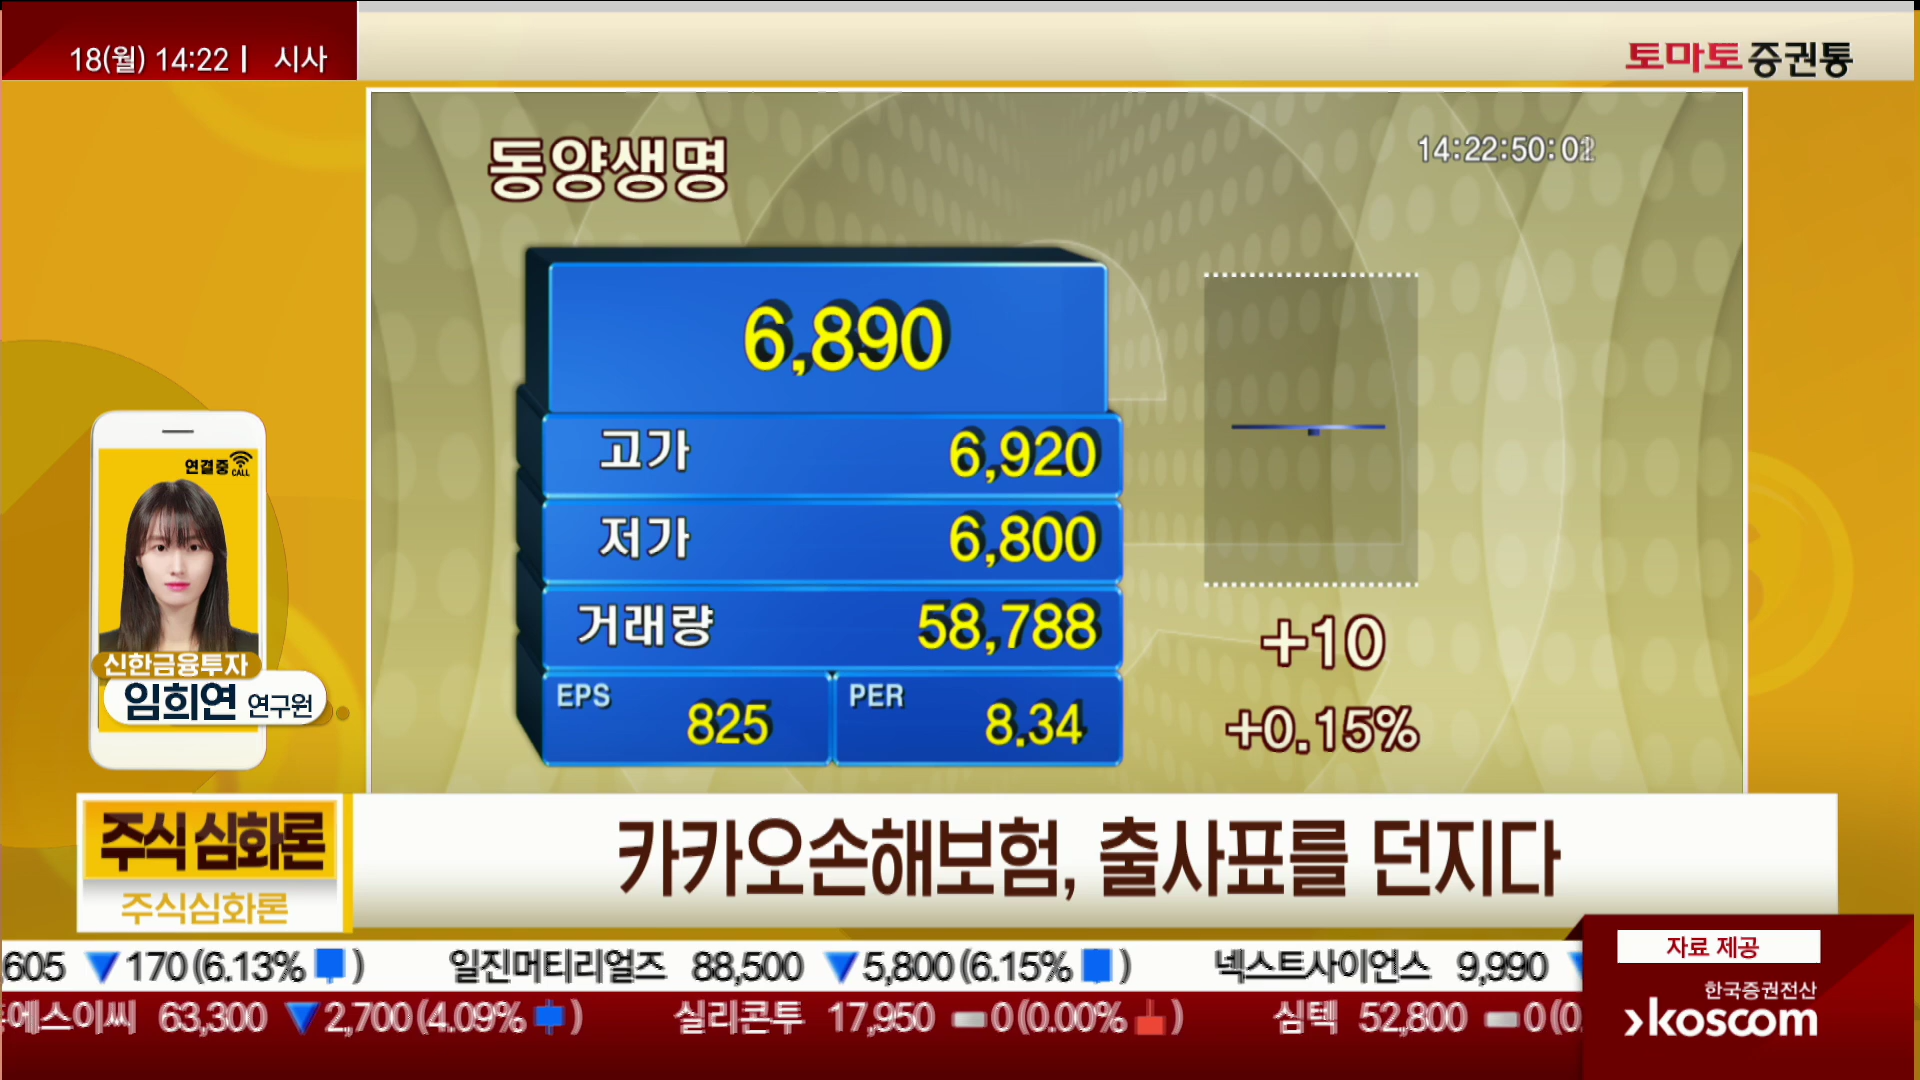 18(월) 14:22 | 시사
토마토증권통
동양생명
14:22:50:0
6,890
고가 6,920
저가 6,800
거래량 58,788
EPS 825 PER 8.34
+10
+0.15%
연결중
CALL
신한금융투자
임희연 연구원
주식 심화론
주식심화론
카카오손해보험, 출사표를 던지다
605 ▼170(6.13% ) 일진머티리얼즈 88,500 ▼5,800(6.15% ) 넥스트사이언스 9,990
에스이씨 63,300 ▼2,700(4.09% ) 실리콘투 17,950 0(0.00% ) 심텍 52,800 0(0.
자료 제공
한국증권전산
koscom